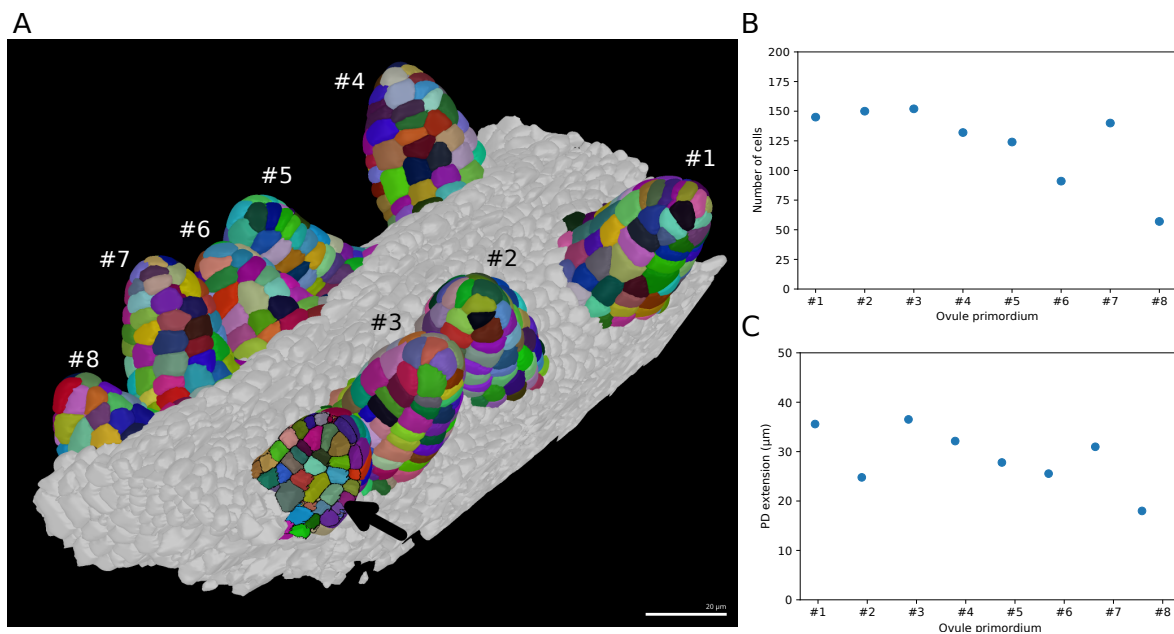 A
#4
#1
#5
#6
#2
#7
#3
#8
20 µm
B
200
175
150
125
100
75
50
25
0
Number of cells
#1 #2 #3 #4 #5 #6 #7 #8
Ovule primordium
C
50
40
30
20
10
0
PD extension (µm)
#1 #2 #3 #4 #5 #6 #7 #8
Ovule primordium